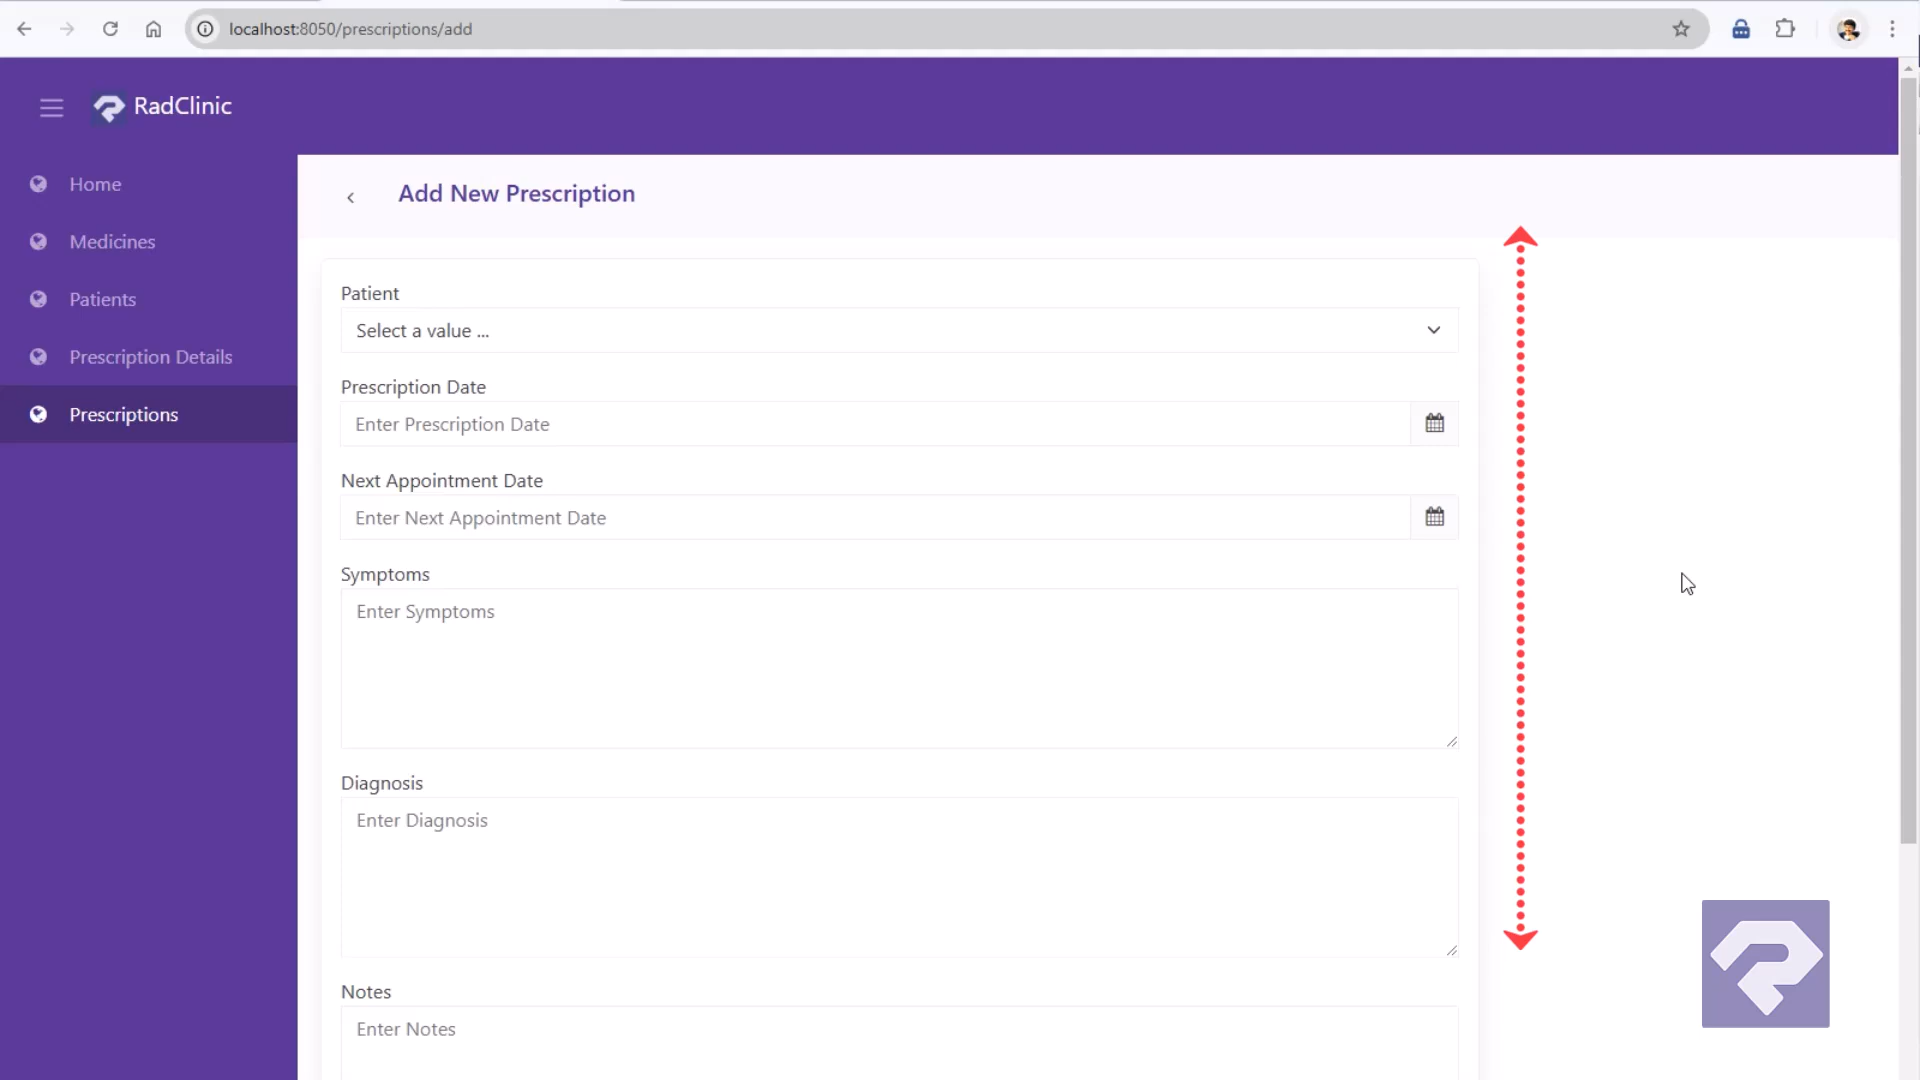 localhost:8050/prescriptions/add
RadClinic
Home
Medicines
Patients
Prescription Details
Prescriptions
Add New Prescription
Patient
Select a value ...
Prescription Date
Enter Prescription Date
Next Appointment Date
Enter Next Appointment Date
Symptoms
Enter Symptoms
Diagnosis
Enter Diagnosis
Notes
Enter Notes